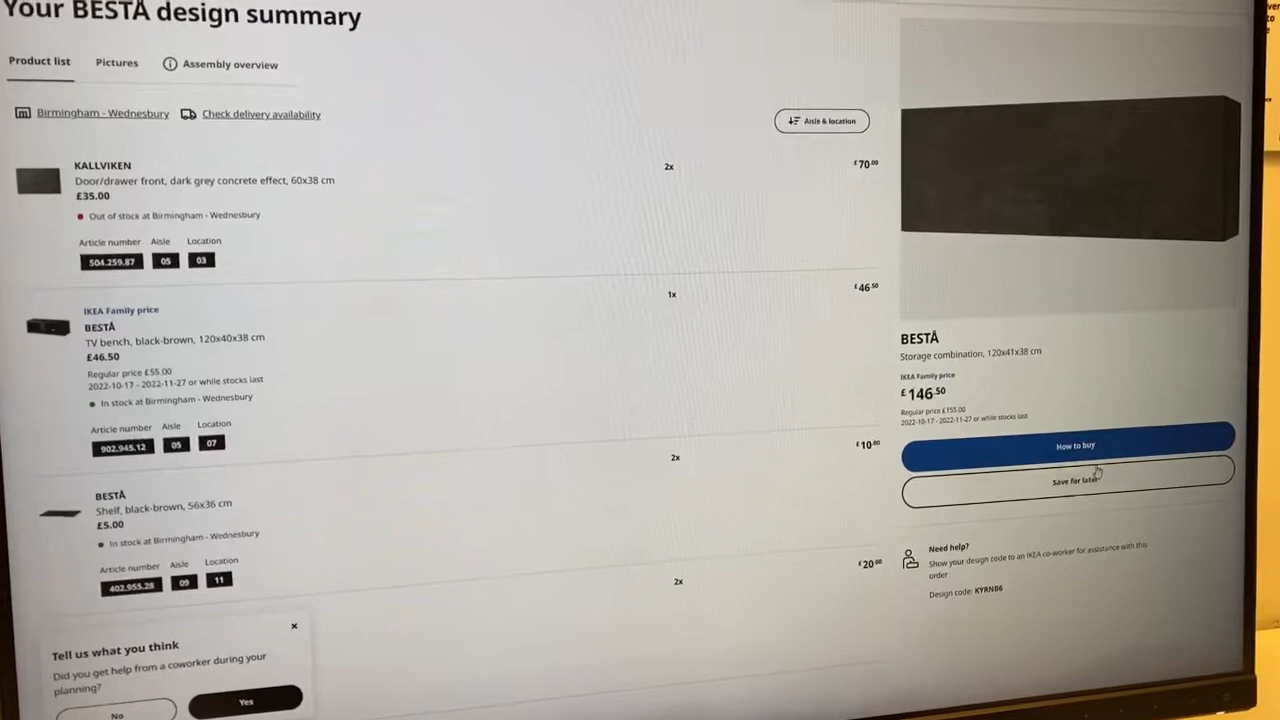 Your BESTÅ design summary
Product list
Pictures
Assembly overview
Birmingham - Wednesbury
Check delivery availability
Aisle & location
KALLVIKEN
2x
£70.00
Door/drawer front, dark grey concrete effect, 60x38 cm
£35.00
Out of stock at Birmingham - Wednesbury
Article number Aisle Location
504.259.87 05 03
IKEA Family price
1x
£46.50
BESTÅ
TV bench, black-brown, 120x40x38 cm
£46.50
Regular price £55.00
2022-10-17 - 2022-11-27 or while stocks last
In stock at Birmingham - Wednesbury
Article number Aisle Location
902.945.12 05 07
2x
£10.00
BESTÅ
Shelf, black-brown, 56x36 cm
£5.00
In stock at Birmingham - Wednesbury
Article number Aisle Location
402.955.28 09 11
2x
£20.00
Tell us what you think
Did you get help from a coworker during your
planning?
No
Yes
BESTÅ
Storage combination, 120x41x38 cm
IKEA Family price
£146.50
Regular price £155.00
2022-10-17 - 2022-11-27 or while stocks last
How to buy
Save for later
Need help?
Show your design code to an IKEA co-worker for assistance with this
order
Design code: KYRNB6